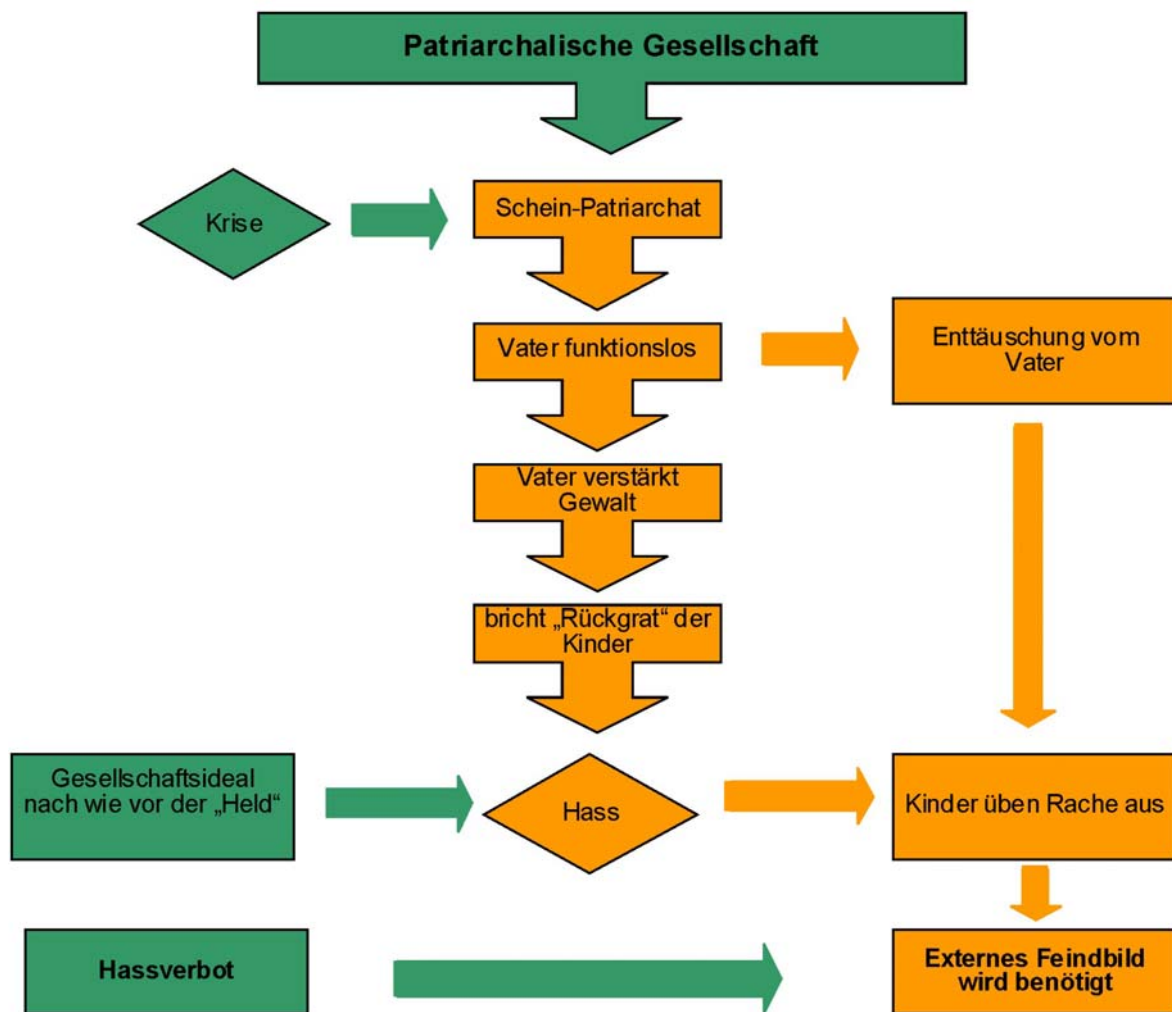 Patriarchalische Gesellschaft
Krise
Schein-Patriarchat
Vater funktionslos
Enttäuschung vom
Vater
Vater verstärkt
Gewalt
bricht „Rückgrat“ der
Kinder
Gesellschaftsideal
nach wie vor der „Held“
Hass
Kinder üben Rache aus
Hassverbot
Externes Feindbild
wird benötigt